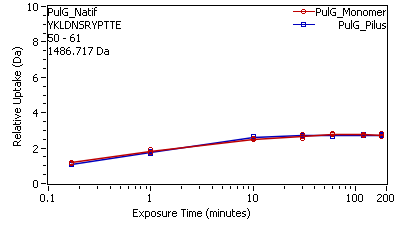 PulG_Natif
YKLDNSRYPTTE
50 - 61
1486.717 Da
PulG_Monomer
PulG_Pilus
Relative Uptake (Da)
10
8
6
4
2
0
0.1
1
10
100
200
Exposure Time (minutes)